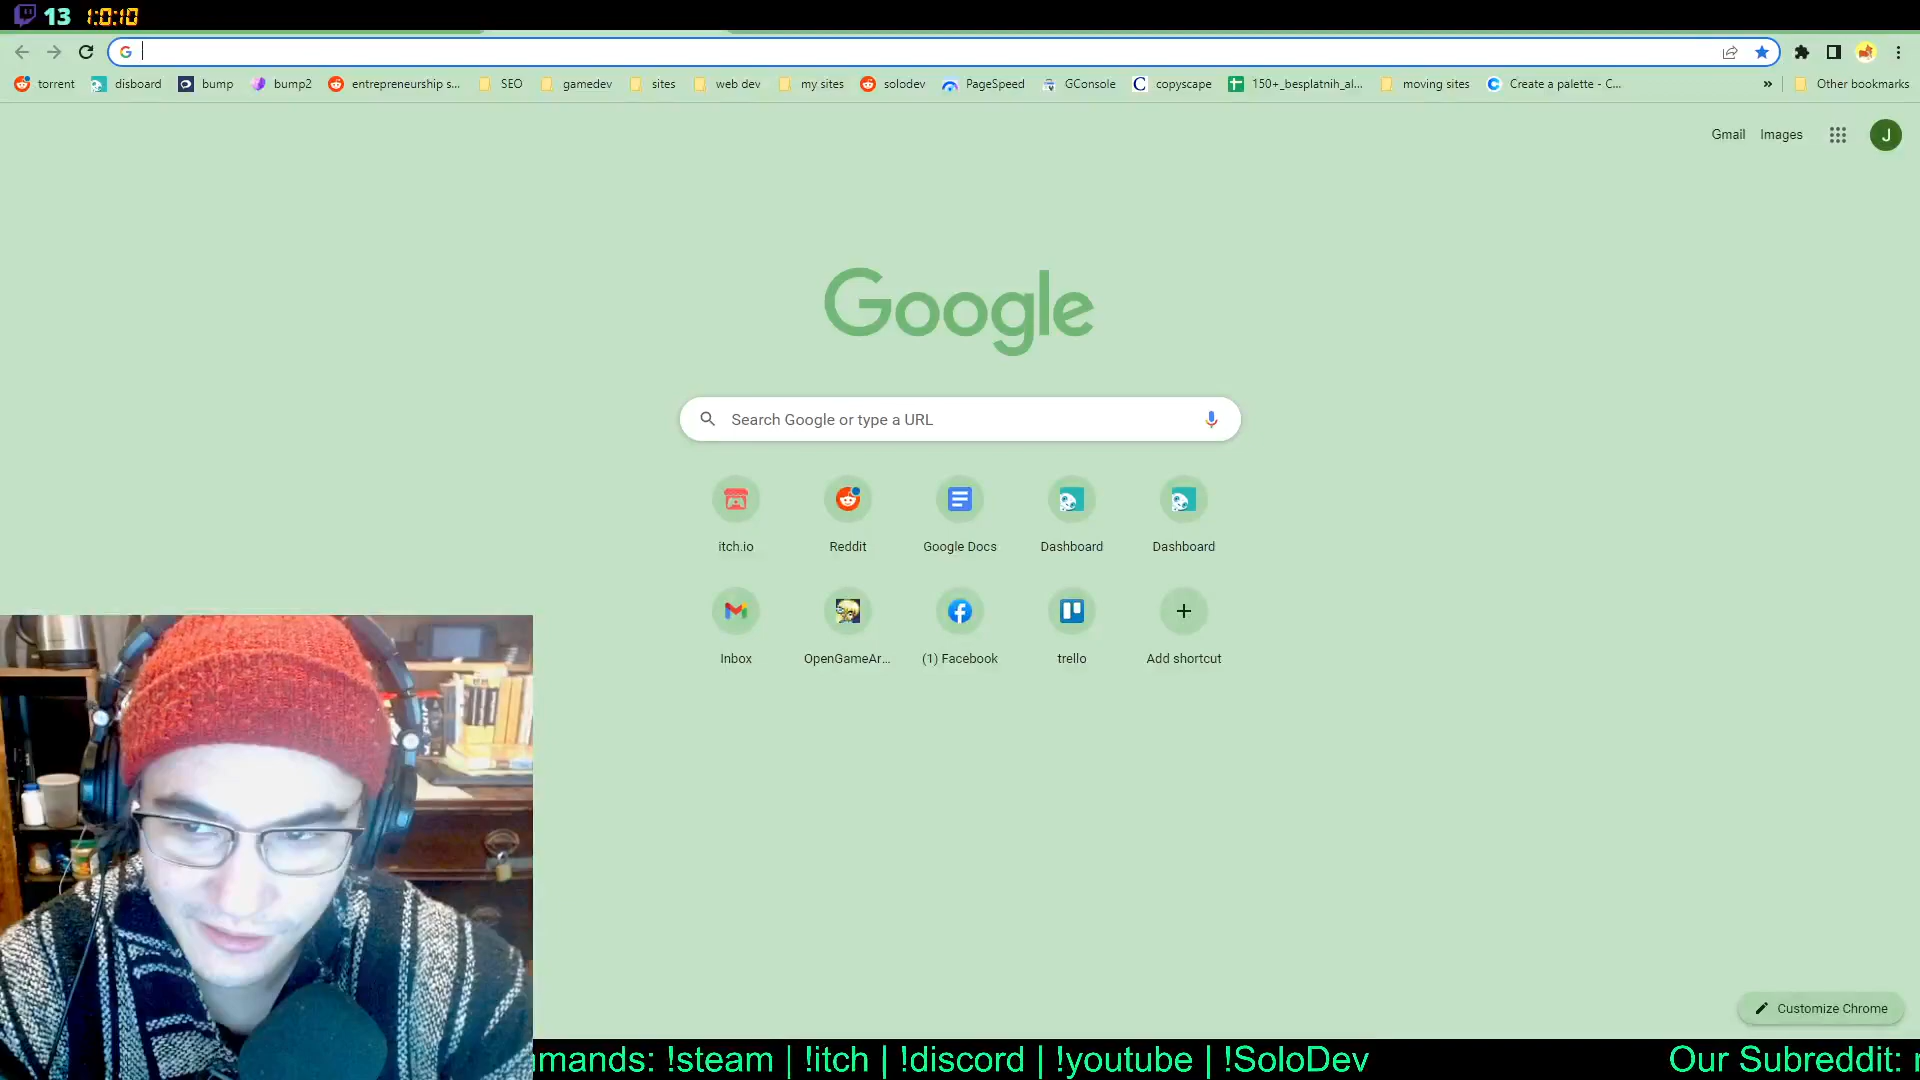 13 1:0:10
torrent disboard bump bump2 entrepreneurship s... SEO gamedev sites web dev my sites solodev PageSpeed GConsole copyscape 150+_besplatnih_al... moving sites Create a palette - C... » Other bookmarks
Gmail Images J
Google
Search Google or type a URL
itch.io Reddit Google Docs Dashboard Dashboard
Inbox OpenGameAr... (1) Facebook trello Add shortcut
Customize Chrome
mmands: !steam | !itch | !discord | !youtube | !SoloDev Our Subreddit: